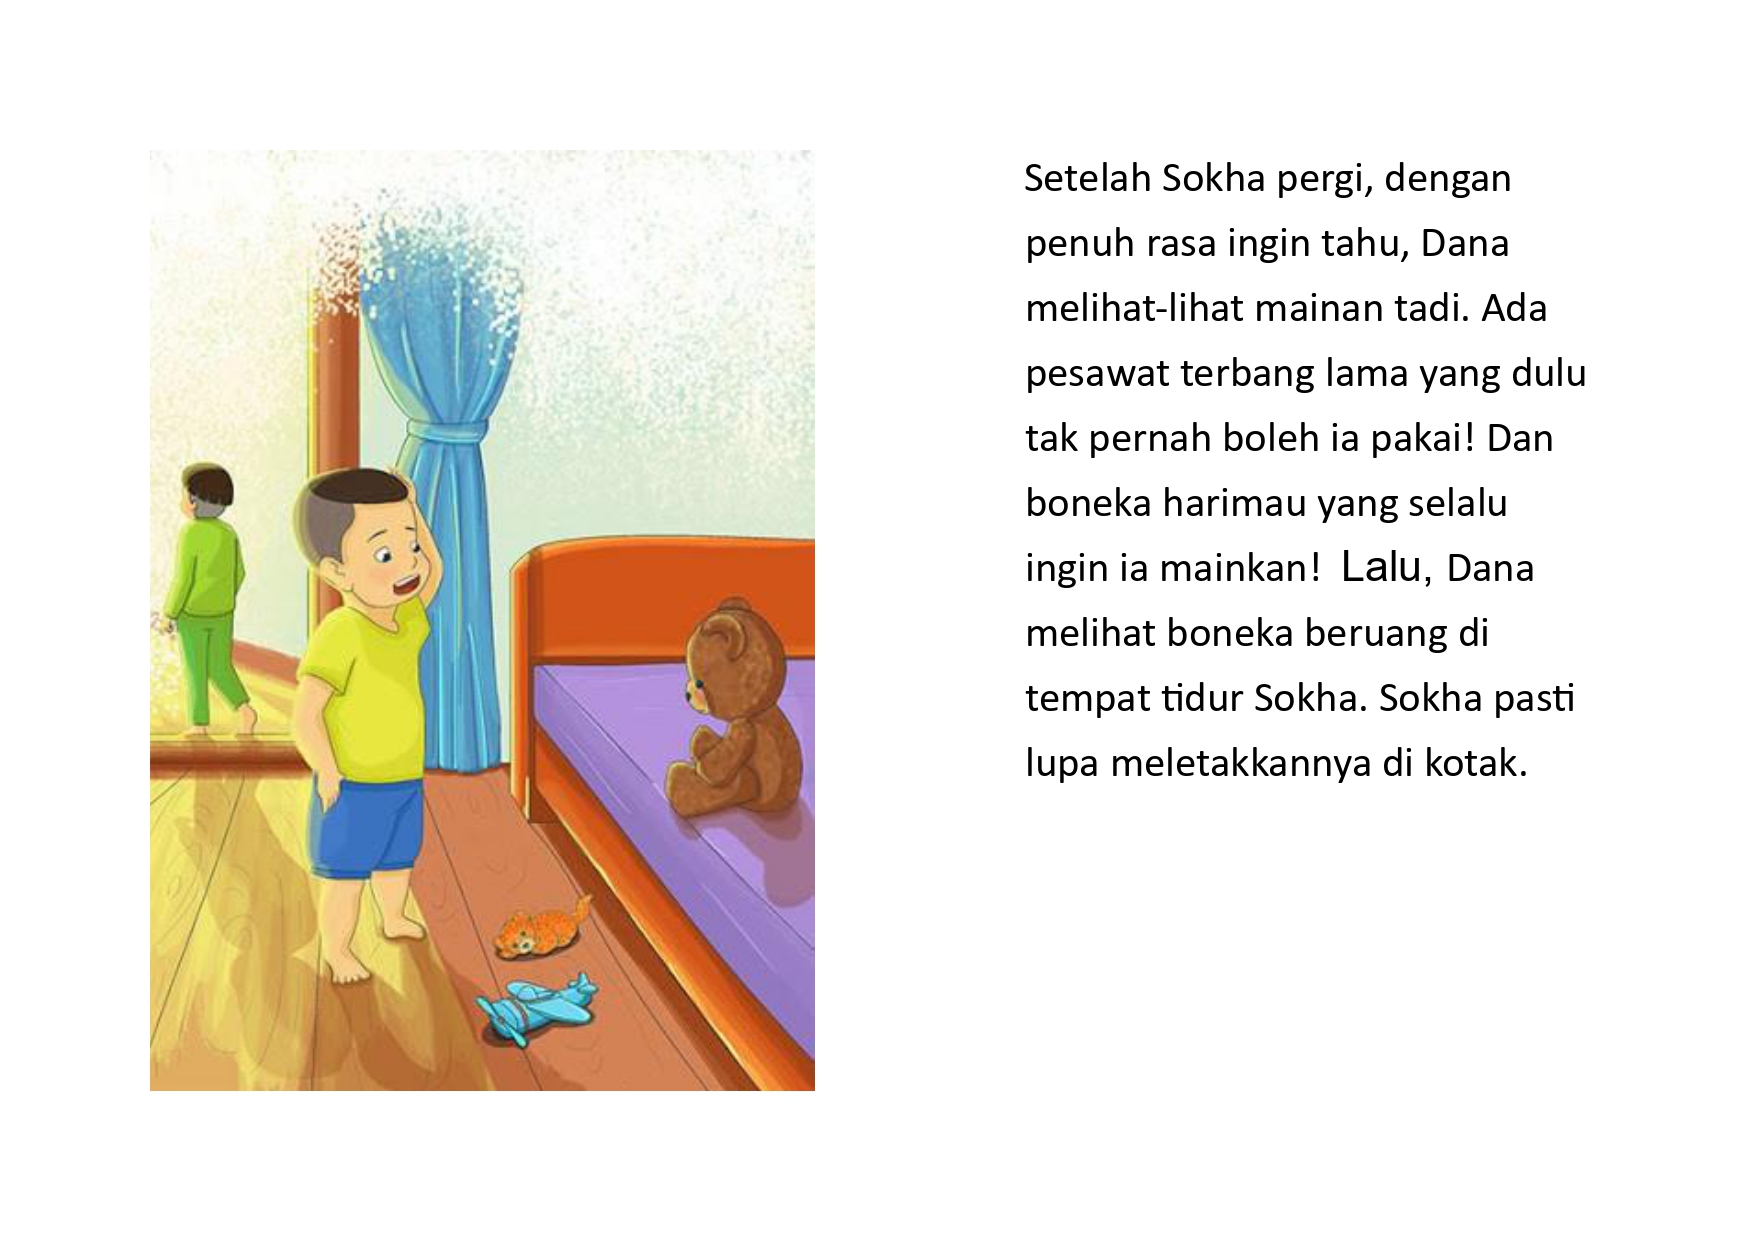 Setelah Sokha pergi, dengan
penuh rasa ingin tahu, Dana
melihat-lihat mainan tadi. Ada
pesawat terbang lama yang dulu
tak pernah boleh ia pakai! Dan
boneka harimau yang selalu
ingin ia mainkan! Lalu, Dana
melihat boneka beruang di
tempat tidur Sokha. Sokha pasti
lupa meletakkannya di kotak.